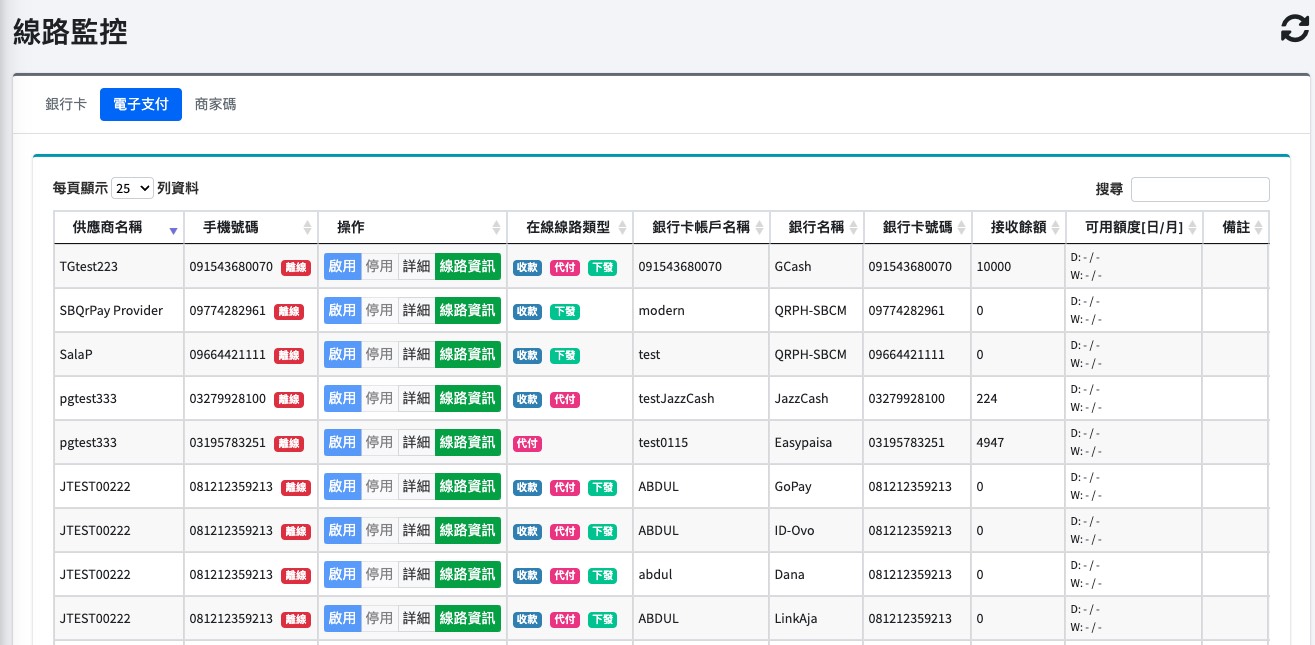 線路監控
銀行卡 電子支付 商家碼
每頁顯示 25 列資料 搜尋
供應商名稱 手機號碼 操作 在線線路類型 銀行卡帳戶名稱 銀行名稱 銀行卡號碼 接收餘額 可用額度[日/月] 備註
TGtest223 091543680070 離線 啟用 停用 詳細 線路資訊 收款 代付 下發 091543680070 GCash 091543680070 10000 D: - / -
W: - / -
SBQrPay Provider 09774282961 離線 啟用 停用 詳細 線路資訊 收款 下發 modern QRPH-SBCM 09774282961 0 D: - / -
W: - / -
SalaP 09664421111 離線 啟用 停用 詳細 線路資訊 收款 下發 test QRPH-SBCM 09664421111 0 D: - / -
W: - / -
pgtest333 03279928100 離線 啟用 停用 詳細 線路資訊 收款 代付 testJazzCash JazzCash 03279928100 224 D: - / -
W: - / -
pgtest333 03195783251 離線 啟用 停用 詳細 線路資訊 代付 test0115 Easypaisa 03195783251 4947 D: - / -
W: - / -
JTEST00222 081212359213 離線 啟用 停用 詳細 線路資訊 收款 代付 下發 ABDUL GoPay 081212359213 0 D: - / -
W: - / -
JTEST00222 081212359213 離線 啟用 停用 詳細 線路資訊 收款 代付 下發 ABDUL ID-Ovo 081212359213 0 D: - / -
W: - / -
JTEST00222 081212359213 離線 啟用 停用 詳細 線路資訊 收款 代付 下發 abdul Dana 081212359213 0 D: - / -
W: - / -
JTEST00222 081212359213 離線 啟用 停用 詳細 線路資訊 收款 代付 下發 ABDUL LinkAja 081212359213 0 D: - / -
W: - / -